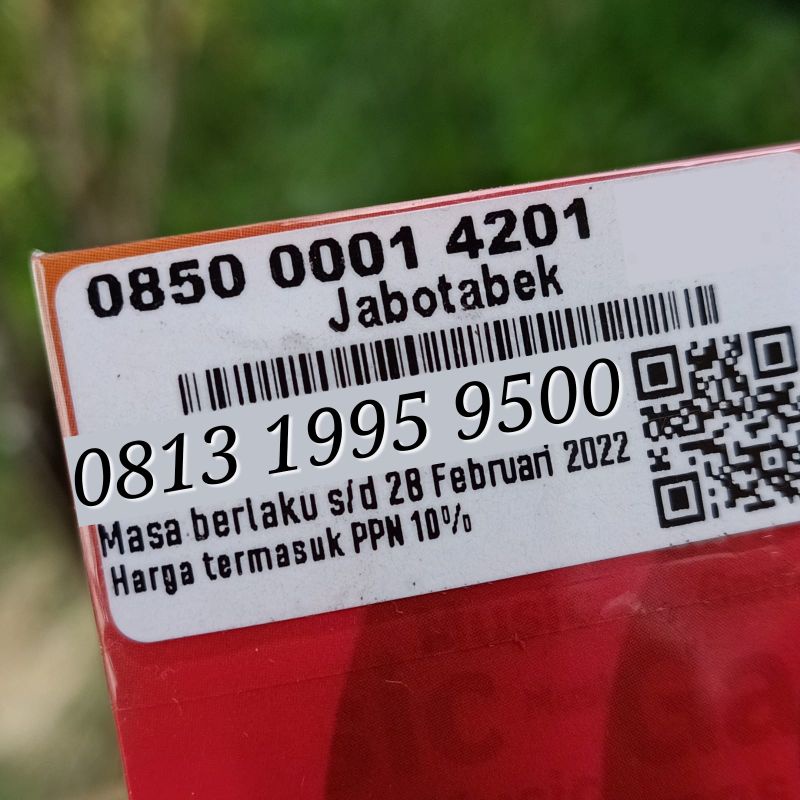 0850 0001 4201
Jabotabek
0813 1995 9500
Masa berlaku s/d 28 Februari 2022
Harga termasuk PPN 10%